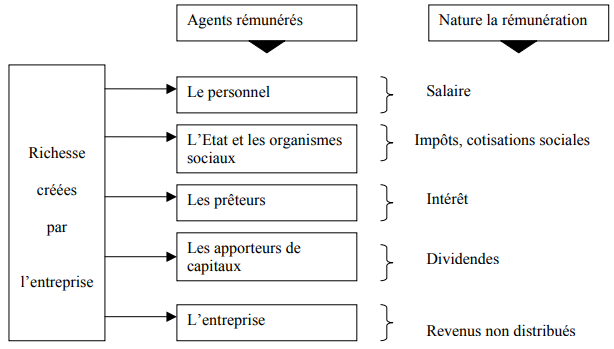 Agents rémunérés
Nature la rémunération
Richesse
créées
par
l’entreprise
Le personnel
Salaire
L’Etat et les organismes
sociaux
Impôts, cotisations sociales
Les prêteurs
Intérêt
Les apporteurs de
capitaux
Dividendes
L’entreprise
Revenus non distribués